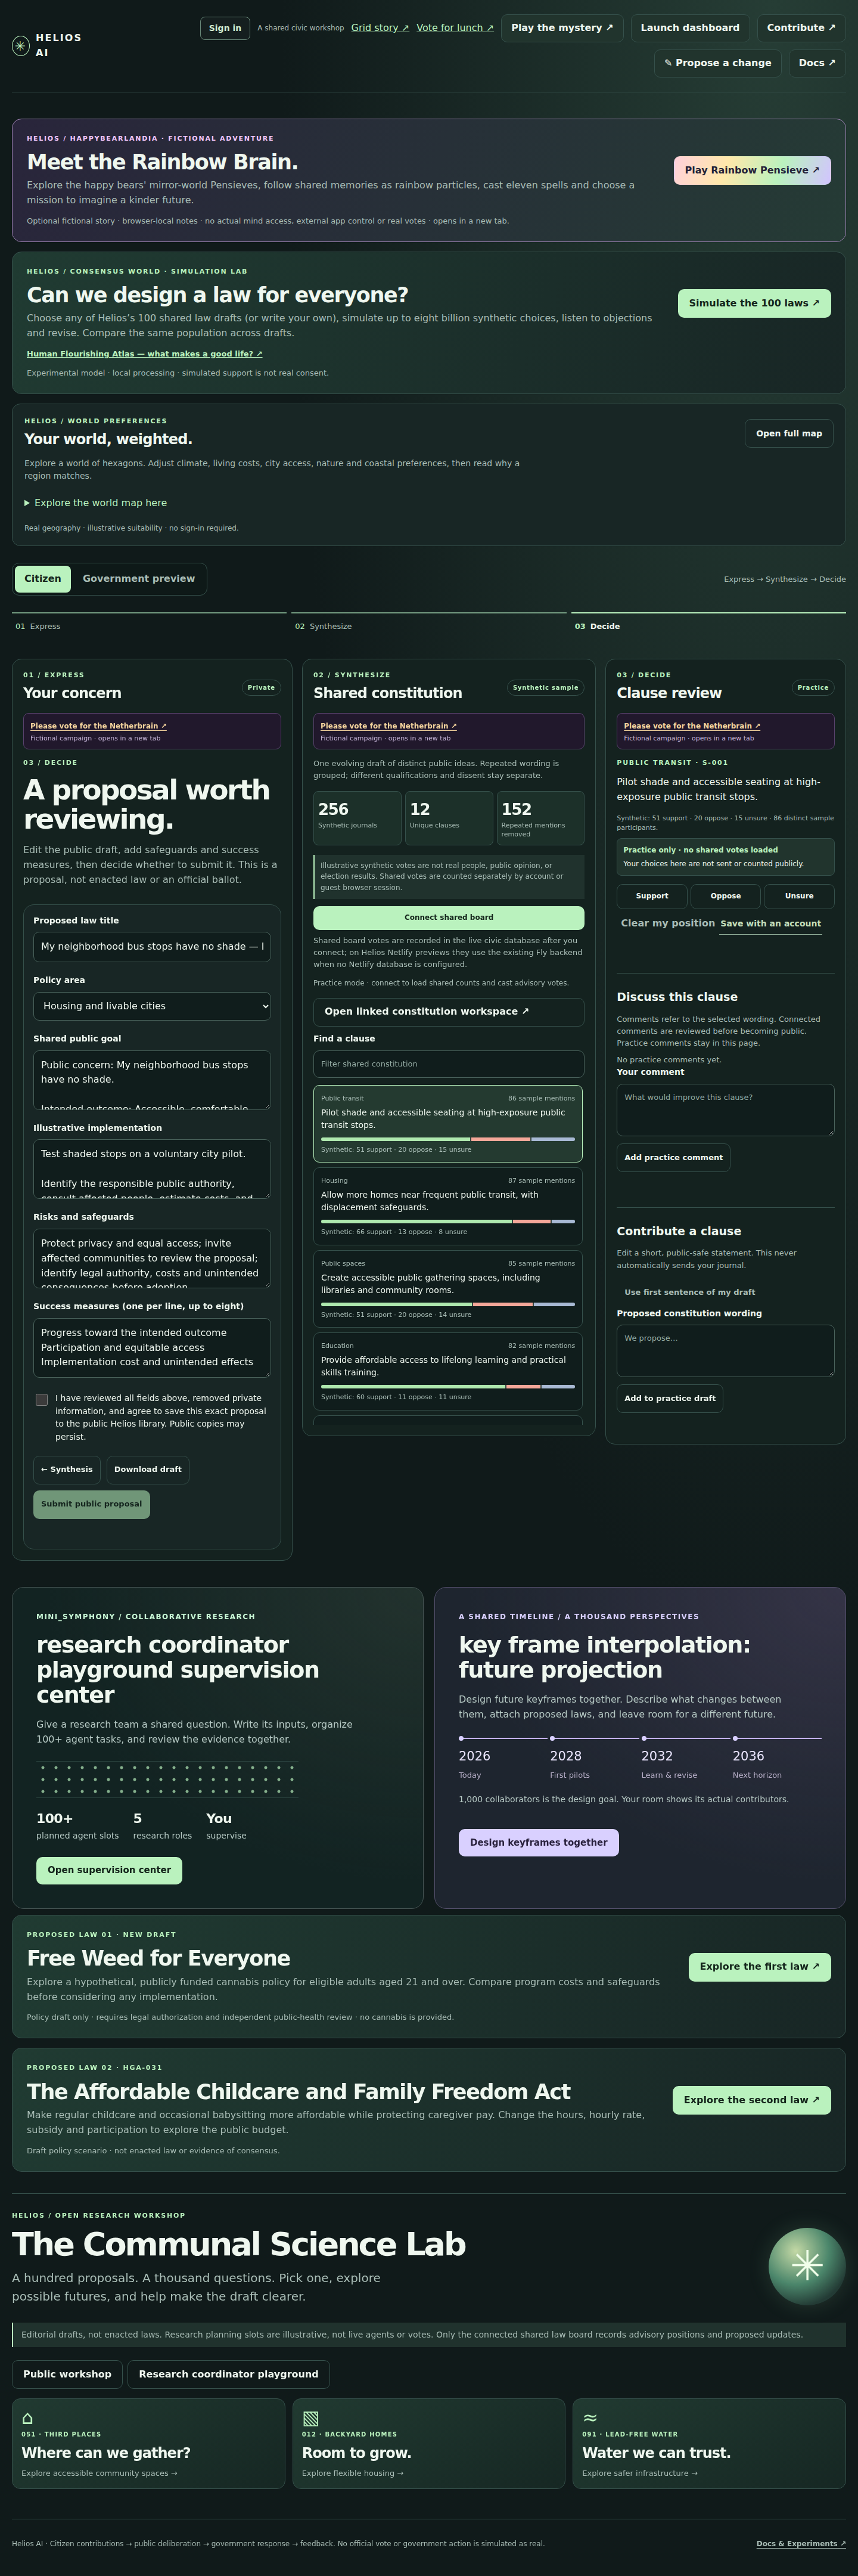 HELIOS
AI
Sign in
A shared civic workshop
Grid story ↗
Vote for lunch ↗
Play the mystery ↗
Launch dashboard
Contribute ↗
✎ Propose a change
Docs ↗
HELIOS / HAPPYBEARLANDIA · FICTIONAL ADVENTURE
Meet the Rainbow Brain.
Explore the happy bears' mirror-world Pensieves, follow shared memories as rainbow particles, cast eleven spells and choose a
mission to imagine a kinder future.
Optional fictional story · browser-local notes · no actual mind access, external app control or real votes · opens in a new tab.
Play Rainbow Pensieve ↗
HELIOS / CONSENSUS WORLD · SIMULATION LAB
Can we design a law for everyone?
Choose any of Helios’s 100 shared law drafts (or write your own), simulate up to eight billion synthetic choices, listen to objections
and revise. Compare the same population across drafts.
Human Flourishing Atlas — what makes a good life? ↗
Experimental model · local processing · simulated support is not real consent.
Simulate the 100 laws ↗
HELIOS / WORLD PREFERENCES
Your world, weighted.
Explore a world of hexagons. Adjust climate, living costs, city access, nature and coastal preferences, then read why a
region matches.
▶ Explore the world map here
Real geography · illustrative suitability · no sign-in required.
Open full map
Citizen
Government preview
Express → Synthesize → Decide
01 Express
02 Synthesize
03 Decide
01 / EXPRESS
Your concern
Private
Please vote for the Netherbrain ↗
Fictional campaign · opens in a new tab
03 / DECIDE
A proposal worth
reviewing.
Edit the public draft, add safeguards and success
measures, then decide whether to submit it. This is a
proposal, not enacted law or an official ballot.
Proposed law title
My neighborhood bus stops have no shade — I
Policy area
Housing and livable cities
Shared public goal
Public concern: My neighborhood bus stops
have no shade.
Intended outcome: Accessible, comfortable
Illustrative implementation
Test shaded stops on a voluntary city pilot.
Identify the responsible public authority,
consult affected people, estimate costs, and
Risks and safeguards
Protect privacy and equal access; invite
affected communities to review the proposal;
identify legal authority, costs and unintended
consequences before adoption
Success measures (one per line, up to eight)
Progress toward the intended outcome
Participation and equitable access
Implementation cost and unintended effects
I have reviewed all fields above, removed private
information, and agree to save this exact proposal
to the public Helios library. Public copies may
persist.
← Synthesis
Download draft
Submit public proposal
02 / SYNTHESIZE
Shared constitution
Synthetic sample
Please vote for the Netherbrain ↗
Fictional campaign · opens in a new tab
One evolving draft of distinct public ideas. Repeated wording is
grouped; different qualifications and dissent stay separate.
256
Synthetic journals
12
Unique clauses
152
Repeated mentions
removed
Illustrative synthetic votes are not real people, public opinion, or
election results. Shared votes are counted separately by account or
guest browser session.
Connect shared board
Shared board votes are recorded in the live civic database after you
connect; on Helios Netlify previews they use the existing Fly backend
when no Netlify database is configured.
Practice mode · connect to load shared counts and cast advisory votes.
Open linked constitution workspace ↗
Find a clause
Filter shared constitution
Public transit
86 sample mentions
Pilot shade and accessible seating at high-exposure public
transit stops.
Synthetic: 51 support · 20 oppose · 15 unsure
Housing
87 sample mentions
Allow more homes near frequent public transit, with
displacement safeguards.
Synthetic: 66 support · 13 oppose · 8 unsure
Public spaces
85 sample mentions
Create accessible public gathering spaces, including
libraries and community rooms.
Synthetic: 51 support · 20 oppose · 14 unsure
Education
82 sample mentions
Provide affordable access to lifelong learning and practical
skills training.
Synthetic: 60 support · 11 oppose · 11 unsure
03 / DECIDE
Clause review
Practice
Please vote for the Netherbrain ↗
Fictional campaign · opens in a new tab
PUBLIC TRANSIT · S-001
Pilot shade and accessible seating at high-
exposure public transit stops.
Synthetic: 51 support · 20 oppose · 15 unsure · 86 distinct sample
participants.
Practice only · no shared votes loaded
Your choices here are not sent or counted publicly.
Support
Oppose
Unsure
Clear my position
Save with an account
Discuss this clause
Comments refer to the selected wording. Connected
comments are reviewed before becoming public.
Practice comments stay in this page.
No practice comments yet.
Your comment
What would improve this clause?
Add practice comment
Contribute a clause
Edit a short, public-safe statement. This never
automatically sends your journal.
Use first sentence of my draft
Proposed constitution wording
We propose…
Add to practice draft
MINI_SYMPHONY / COLLABORATIVE RESEARCH
research coordinator
playground supervision
center
Give a research team a shared question. Write its inputs, organize
100+ agent tasks, and review the evidence together.
100+
planned agent slots
5
research roles
You
supervise
Open supervision center
A SHARED TIMELINE / A THOUSAND PERSPECTIVES
key frame interpolation:
future projection
Design future keyframes together. Describe what changes between
them, attach proposed laws, and leave room for a different future.
2026
Today
2028
First pilots
2032
Learn & revise
2036
Next horizon
1,000 collaborators is the design goal. Your room shows its actual contributors.
Design keyframes together
PROPOSED LAW 01 · NEW DRAFT
Free Weed for Everyone
Explore a hypothetical, publicly funded cannabis policy for eligible adults aged 21 and over. Compare program costs and safeguards
before considering any implementation.
Policy draft only · requires legal authorization and independent public-health review · no cannabis is provided.
Explore the first law ↗
PROPOSED LAW 02 · HGA-031
The Affordable Childcare and Family Freedom Act
Make regular childcare and occasional babysitting more affordable while protecting caregiver pay. Change the hours, hourly rate,
subsidy and participation to explore the public budget.
Draft policy scenario · not enacted law or evidence of consensus.
Explore the second law ↗
HELIOS / OPEN RESEARCH WORKSHOP
The Communal Science Lab
A hundred proposals. A thousand questions. Pick one, explore
possible futures, and help make the draft clearer.
Editorial drafts, not enacted laws. Research planning slots are illustrative, not live agents or votes. Only the connected shared law board records advisory positions and proposed updates.
Public workshop
Research coordinator playground
051 · THIRD PLACES
Where can we gather?
Explore accessible community spaces →
012 · BACKYARD HOMES
Room to grow.
Explore flexible housing →
091 · LEAD-FREE WATER
Water we can trust.
Explore safer infrastructure →
Helios AI · Citizen contributions → public deliberation → government response → feedback. No official vote or government action is simulated as real.
Docs & Experiments ↗